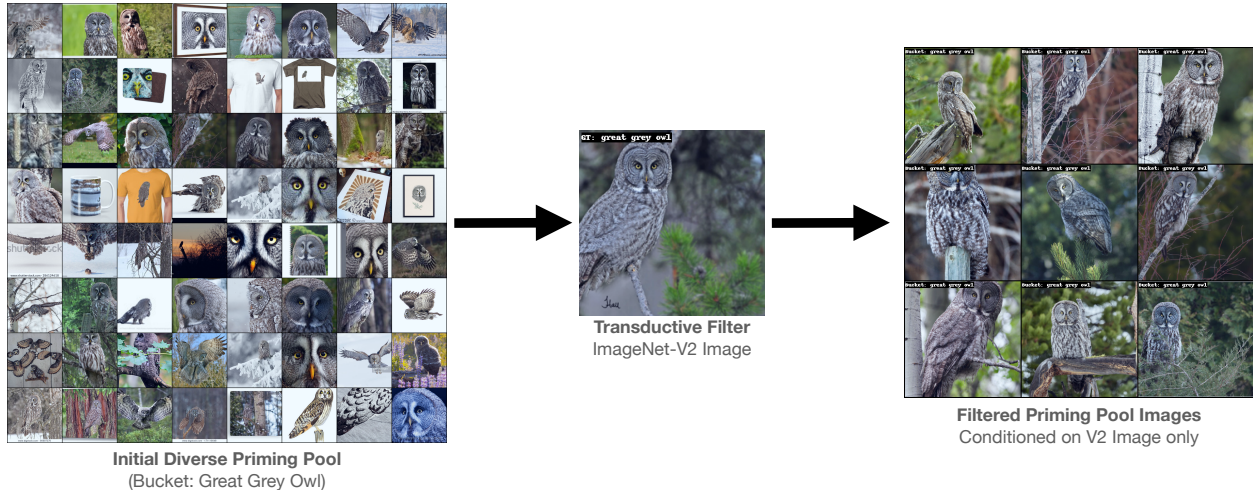 Initial Diverse Priming Pool
(Bucket: Great Grey Owl)
GT: great grey owl
Transductive Filter
ImageNet-V2 Image
Bucket: great grey owl
Bucket: great grey owl
Bucket: great grey owl
Bucket: great grey owl
Bucket: great grey owl
Bucket: great grey owl
Bucket: great grey owl
Bucket: great grey owl
Bucket: great grey owl
Filtered Priming Pool Images
Conditioned on V2 Image only